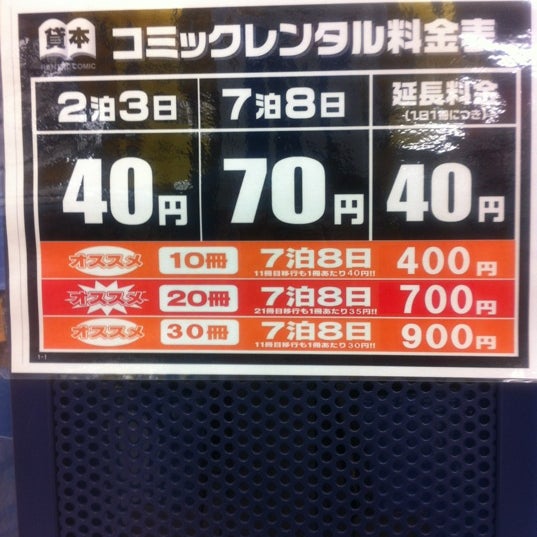 貸本 コミックレンタル料金表
RENTAL COMIC
2泊3日 7泊8日 延長料金
(1日1冊につき)
40円 70円 40円
オススメ 10冊 7泊8日 400円
11冊目移行も1冊あたり40円!!
オススメ 20冊 7泊8日 700円
21冊目移行も1冊あたり35円!!
オススメ 30冊 7泊8日 900円
11冊目移行も1冊あたり30円!!
1-1